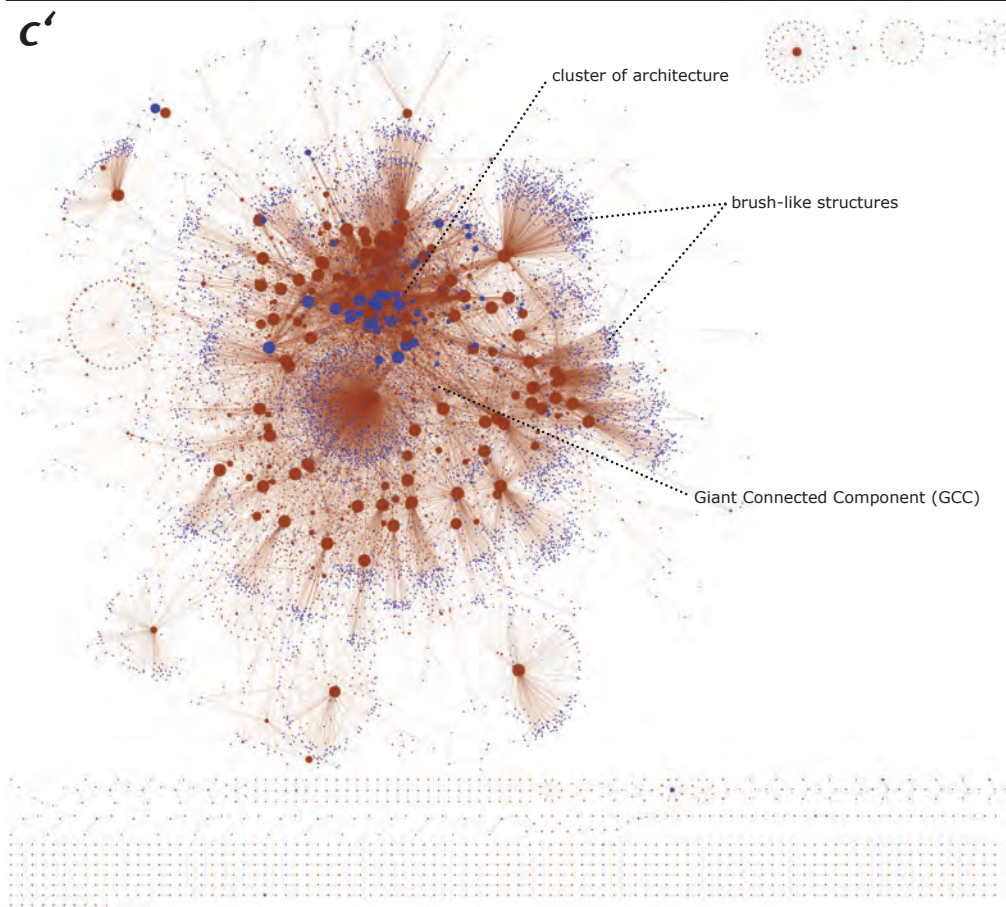 c‘
cluster of architecture
brush-like structures
Giant Connected Component (GCC)